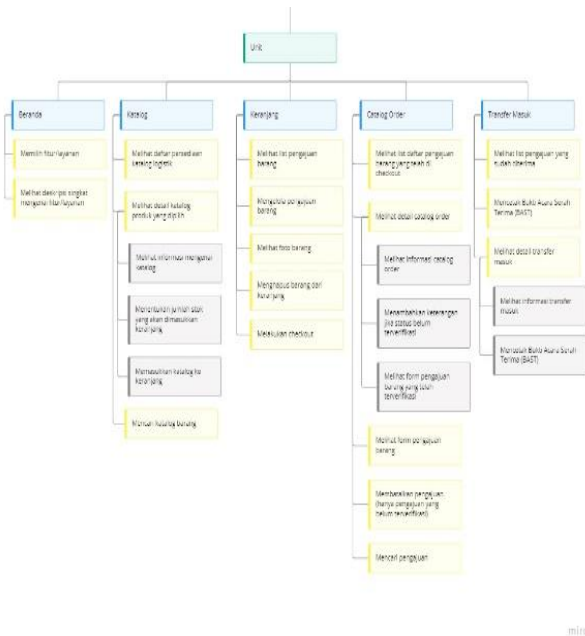 Unit
Beranda
Memilih fitur/layanan
Melihat deskripsi singkat
mengenai fitur/layanan
Katalog
Melihat daftar persediaan
katalog logistik
Melihat detail katalog
produk yang dipilih
Melihat informasi mengenai
katalog
Menentukan jumlah stok
yang akan dimasukkan
keranjang
Memasukkan katalog ke
keranjang
Mencari katalog barang
Keranjang
Melihat list pengajuan
barang
Mengelola pengajuan
barang
Melihat foto barang
Menghapus barang dari
keranjang
Melakukan checkout
Catalog Order
Melihat list daftar pengajuan
barang yang telah di
checkout
Melihat detail catalog order
Melihat informasi catalog
order
Menambahkan keterangan
jika status belum
terverifikasi
Melihat form pengajuan
barang yang telah
terverifikasi
Melihat form pengajuan
barang
Membatalkan pengajuan
(hanya pengajuan yang
belum terverifikasi)
Mencari pengajuan
Transfer Masuk
Melihat list pengajuan yang
sudah diterima
Mencetak Bukti Acara Serah
Terima (BAST)
Melihat detail transfer
masuk
Melihat informasi transfer
masuk
Mencetak Bukti Acara Serah
Terima (BAST)